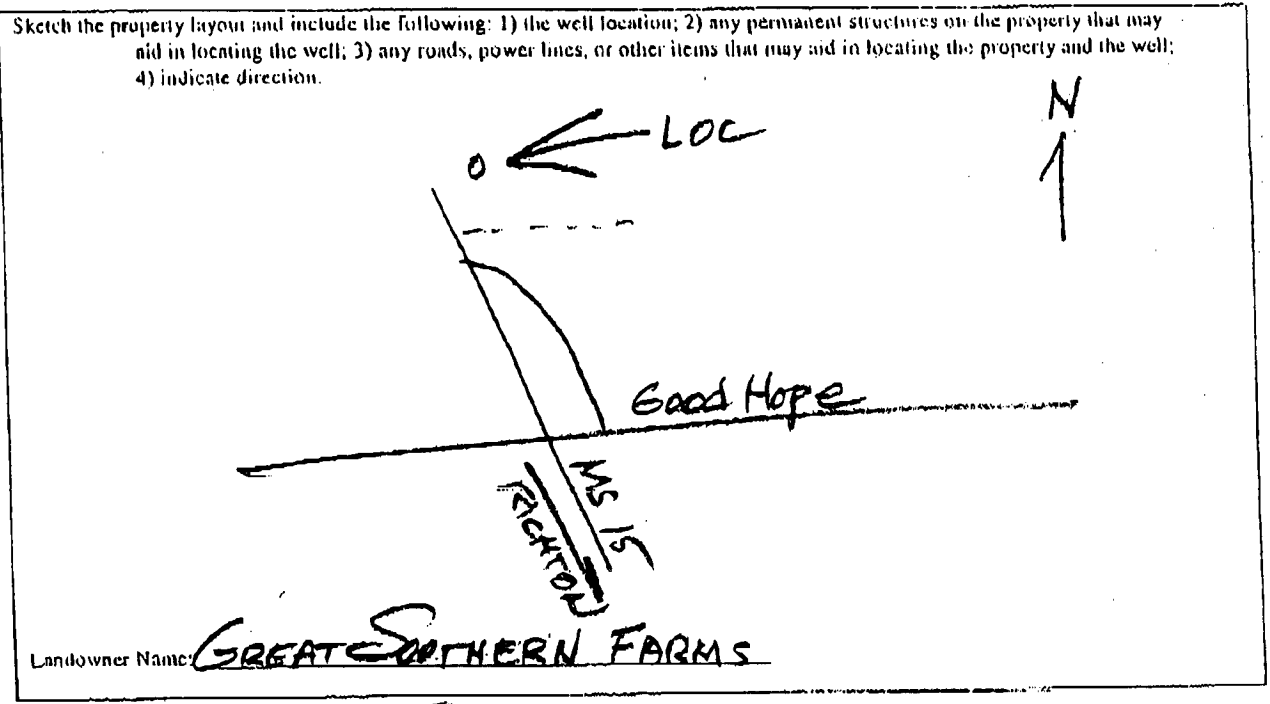 Sketch the property layout and include the following: 1) the well location; 2) any permanent structures on the property that may
aid in locating the well; 3) any roads, power lines, or other items that may aid in locating the property and the well;
4) indicate direction.
N
LOC
Good Hope
MS 15
RICHTON
Landowner Name: GREAT SOUTHERN FARMS